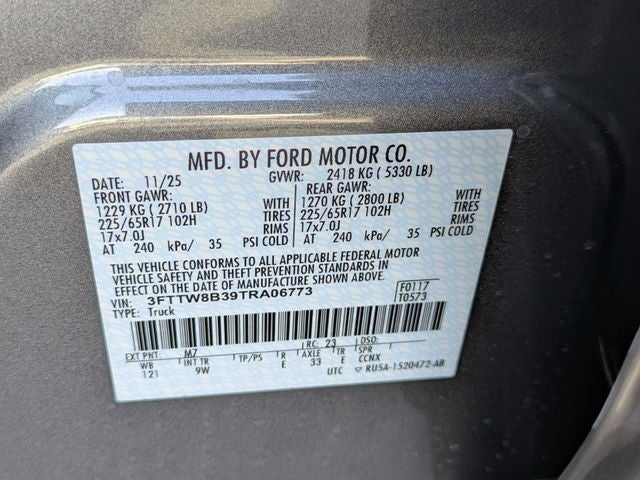 MFD. BY FORD MOTOR CO.
DATE: 11/25 GVWR: 2418 KG ( 5330 LB)
FRONT GAWR: REAR GAWR:
1229 KG ( 2710 LB) WITH 1270 KG ( 2800 LB) WITH
225/65R17 102H TIRES 225/65R17 102H TIRES
17x7.0J RIMS 17x7.0J RIMS
AT 240 kPa/ 35 PSI COLD AT 240 kPa/ 35 PSI COLD
THIS VEHICLE CONFORMS TO ALL APPLICABLE FEDERAL MOTOR
VEHICLE SAFETY AND THEFT PREVENTION STANDARDS IN
EFFECT ON THE DATE OF MANUFACTURE SHOWN ABOVE.
VIN: 3FTTW8B39TRA06773 F0117
TYPE: Truck T0573
EXT PNT: M7 RC: 23 DSO:
WB INT TR TP/PS R AXLE TR SPR
121 9W E 33 E CCNX
UTC RU5A-1520472-AB